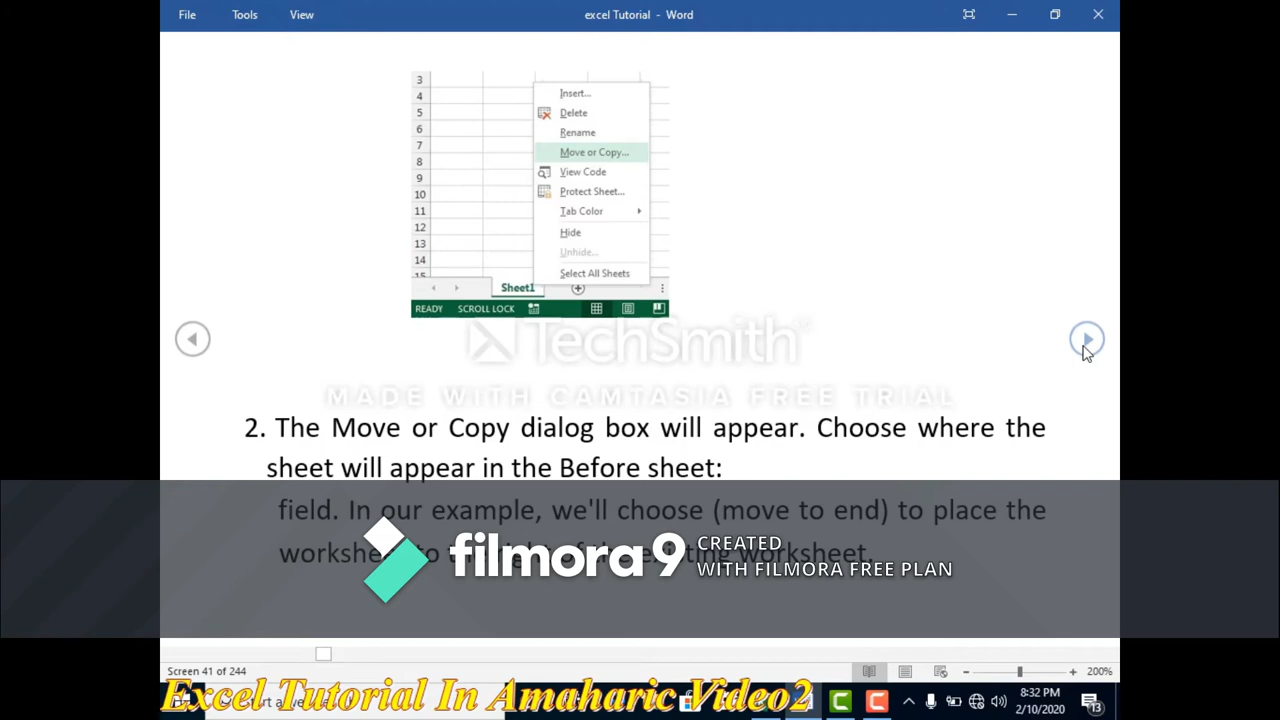 File Tools View excel Tutorial - Word
3
4
5
6
7
8
9
10
11
12
13
14
15
Insert...
Delete
Rename
Move or Copy...
View Code
Protect Sheet...
Tab Color
Hide
Unhide...
Select All Sheets
Sheet1
READY SCROLL LOCK
TechSmith
MADE WITH CAMTASIA FREE TRIAL
2. The Move or Copy dialog box will appear. Choose where the
sheet will appear in the Before sheet:
field. In our example, we'll choose (move to end) to place the
existing worksheet.
filmora9 CREATED
WITH FILMORA FREE PLAN
Screen 41 of 244 200%
Excel Tutorial In Amaharic Video2
8:32 PM
2/10/2020
13